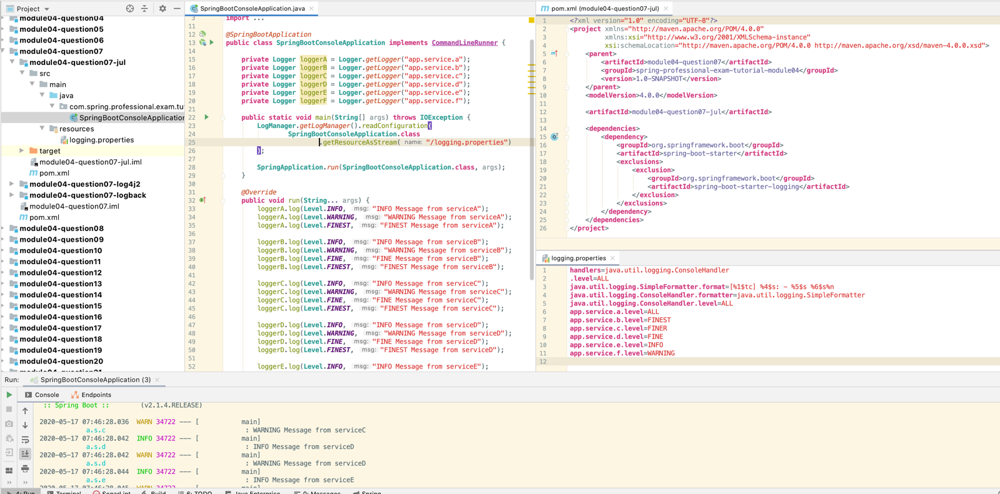 Project
module04-question04
module04-question05
module04-question06
module04-question07
module04-question07-jul
src
main
java
com.spring.professional.exam.tu
SpringBootConsoleApplication
resources
logging.properties
target
module04-question07-jul.iml
pom.xml
module04-question07-log4j2
module04-question07-logback
module04-question07.iml
pom.xml
module04-question08
module04-question09
module04-question10
module04-question11
module04-question12
module04-question13
module04-question14
module04-question15
module04-question16
module04-question17
module04-question18
module04-question19
module04-question20
SpringBootConsoleApplication.java
3 import ...
11
12 @SpringBootApplication
13 public class SpringBootConsoleApplication implements CommandLineRunner {
14
15 private Logger loggerA = Logger.getLogger("app.service.a");
16 private Logger loggerB = Logger.getLogger("app.service.b");
17 private Logger loggerC = Logger.getLogger("app.service.c");
18 private Logger loggerD = Logger.getLogger("app.service.d");
19 private Logger loggerE = Logger.getLogger("app.service.e");
20 private Logger loggerF = Logger.getLogger("app.service.f");
21
22 public static void main(String[] args) throws IOException {
23 LogManager.getLogManager().readConfiguration(
24 SpringBootConsoleApplication.class
25 .getResourceAsStream( name: "/logging.properties")
26 );
27
28 SpringApplication.run(SpringBootConsoleApplication.class, args);
29 }
30
31 @Override
32 public void run(String... args) {
33 loggerA.log(Level.INFO, msg: "INFO Message from serviceA");
34 loggerA.log(Level.WARNING, msg: "WARNING Message from serviceA");
35 loggerA.log(Level.FINEST, msg: "FINEST Message from serviceA");
36
37 loggerB.log(Level.INFO, msg: "INFO Message from serviceB");
38 loggerB.log(Level.WARNING, msg: "WARNING Message from serviceB");
39 loggerB.log(Level.FINE, msg: "FINE Message from serviceB");
40 loggerB.log(Level.FINEST, msg: "FINEST Message from serviceB");
41
42 loggerC.log(Level.INFO, msg: "INFO Message from serviceC");
43 loggerC.log(Level.WARNING, msg: "WARNING Message from serviceC");
44 loggerC.log(Level.FINE, msg: "FINE Message from serviceC");
45 loggerC.log(Level.FINEST, msg: "FINEST Message from serviceC");
46
47 loggerD.log(Level.INFO, msg: "INFO Message from serviceD");
48 loggerD.log(Level.WARNING, msg: "WARNING Message from serviceD");
49 loggerD.log(Level.FINE, msg: "FINE Message from serviceD");
50 loggerD.log(Level.FINEST, msg: "FINEST Message from serviceD");
51
52 loggerE.log(Level.INFO, msg: "INFO Message from serviceE");
pom.xml (module04-question07-jul)
1 <?xml version="1.0" encoding="UTF-8"?>
2 <project xmlns="http://maven.apache.org/POM/4.0.0"
3 xmlns:xsi="http://www.w3.org/2001/XMLSchema-instance"
4 xsi:schemaLocation="http://maven.apache.org/POM/4.0.0 http://maven.apache.org/xsd/maven-4.0.0.xsd">
5 <parent>
6 <artifactId>module04-question07</artifactId>
7 <groupId>spring-professional-exam-tutorial-module04</groupId>
8 <version>1.0-SNAPSHOT</version>
9 </parent>
10 <modelVersion>4.0.0</modelVersion>
11
12 <artifactId>module04-question07-jul</artifactId>
13
14 <dependencies>
15 <dependency>
16 <groupId>org.springframework.boot</groupId>
17 <artifactId>spring-boot-starter</artifactId>
18 <exclusions>
19 <exclusion>
20 <groupId>org.springframework.boot</groupId>
21 <artifactId>spring-boot-starter-logging</artifactId>
22 </exclusion>
23 </exclusions>
24 </dependency>
25 </dependencies>
26 </project>
logging.properties
1 handlers=java.util.logging.ConsoleHandler
2 .level=ALL
3 java.util.logging.SimpleFormatter.format=[%1$tc] %4$s: - %5$s %6$s%n
4 java.util.logging.ConsoleHandler.formatter=java.util.logging.SimpleFormatter
5 java.util.logging.ConsoleHandler.level=ALL
6 app.service.a.level=ALL
7 app.service.b.level=FINEST
8 app.service.c.level=FINER
9 app.service.d.level=FINE
10 app.service.e.level=INFO
11 app.service.f.level=WARNING
12
Run: SpringBootConsoleApplication (3)
Console Endpoints
:: Spring Boot :: (v2.1.4.RELEASE)
2020-05-17 07:46:28.036 WARN 34722 --- [ main]
a.s.c : WARNING Message from serviceC
2020-05-17 07:46:28.042 INFO 34722 --- [ main]
a.s.d : INFO Message from serviceD
2020-05-17 07:46:28.042 WARN 34722 --- [ main]
a.s.d : WARNING Message from serviceD
2020-05-17 07:46:28.044 INFO 34722 --- [ main]
a.s.e : INFO Message from serviceE
2020-05-17 07:46:28.045 WARN 34722 --- [ main]
4: Run Terminal SonarLint Build 6: TODO Java Enterprise 0: Messages Spring